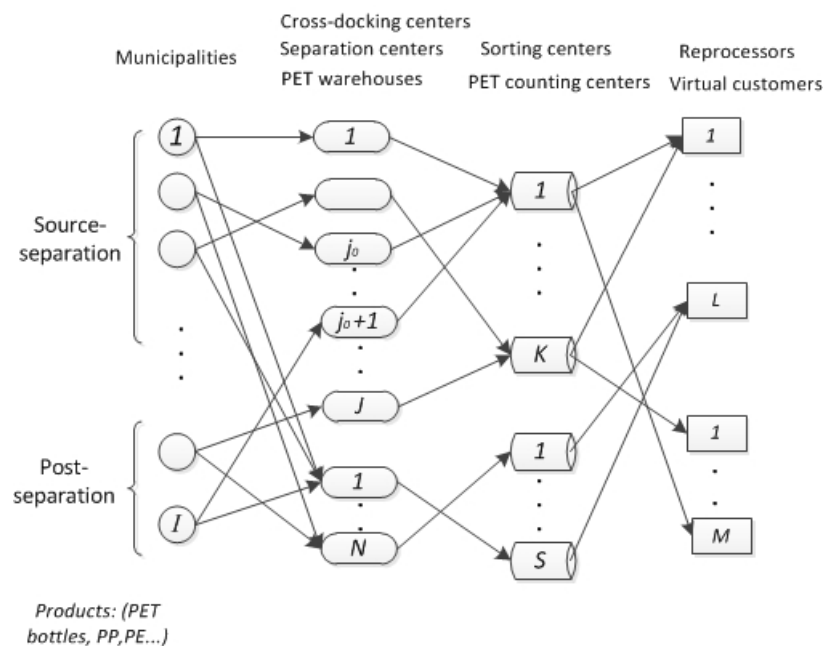 Cross-docking centers
Municipalities
Separation centers
Sorting centers
Reprocessors
PET warehouses
PET counting centers
Virtual customers
1
1
1
1
Source-
separation
j₀
L
j₀+1
K
J
1
1
Post-
separation
1
I
N
S
M
Products: (PET
bottles, PP,PE...)